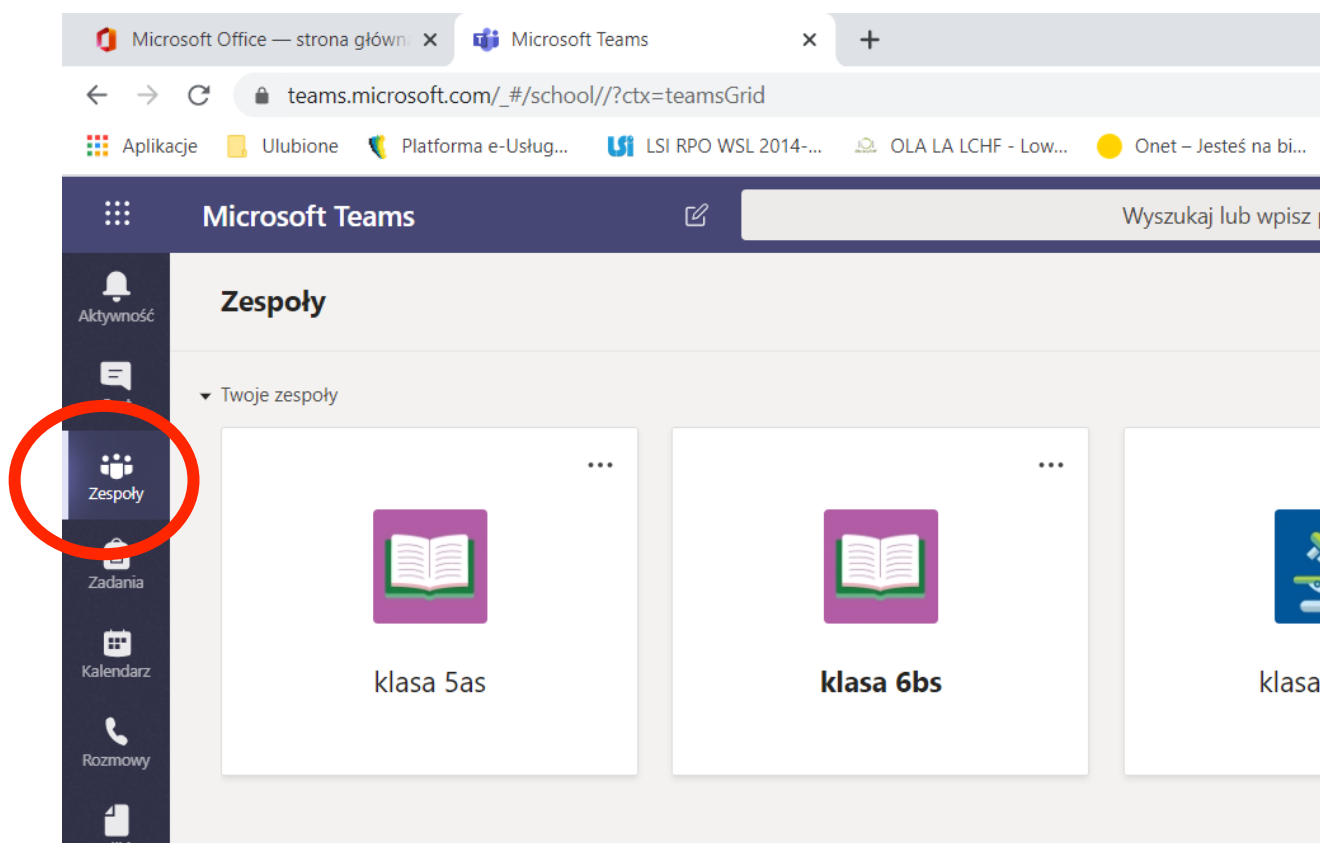 Microsoft Office — strona główn
Microsoft Teams
teams.microsoft.com/_#/school//?ctx=teamsGrid
Aplikacje Ulubione Platforma e-Usług... LSI RPO WSL 2014-... OLA LA LCHF - Low... Onet – Jesteś na bi...
Microsoft Teams
Wyszukaj lub wpisz
Aktywność
Zespoły
Twoje zespoły
Zespoły
Zadania
Kalendarz
Rozmowy
klasa 5as
klasa 6bs
klasa